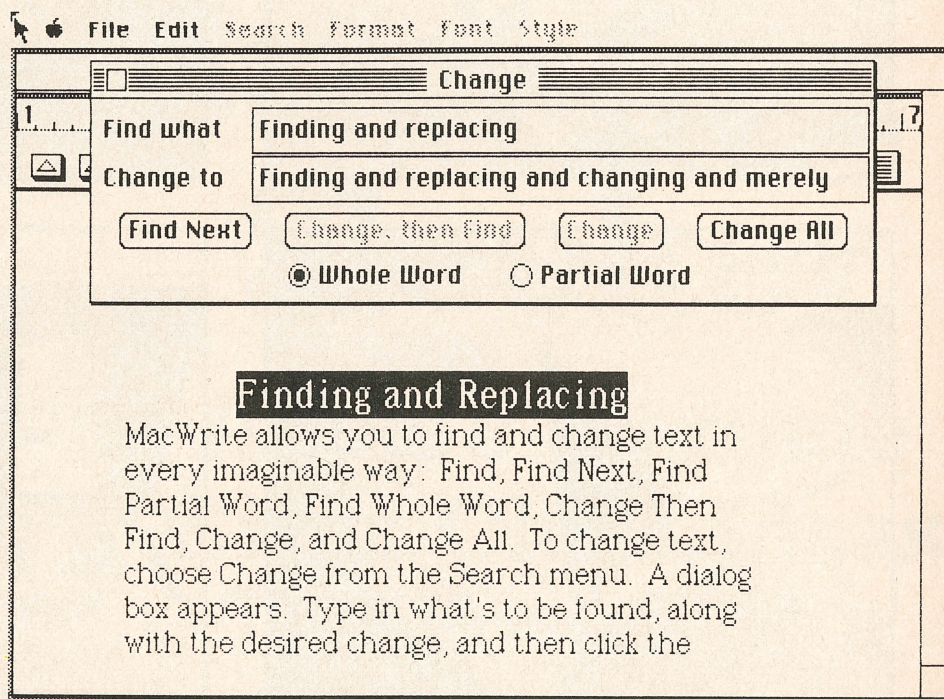 File Edit Search Format Font Style
Change
1 7
Find what Finding and replacing
Change to Finding and replacing and changing and merely
Find Next Change, then Find Change Change All
Whole Word Partial Word
Finding and Replacing
MacWrite allows you to find and change text in
every imaginable way: Find, Find Next, Find
Partial Word, Find Whole Word, Change Then
Find, Change, and Change All. To change text,
choose Change from the Search menu. A dialog
box appears. Type in what's to be found, along
with the desired change, and then click the